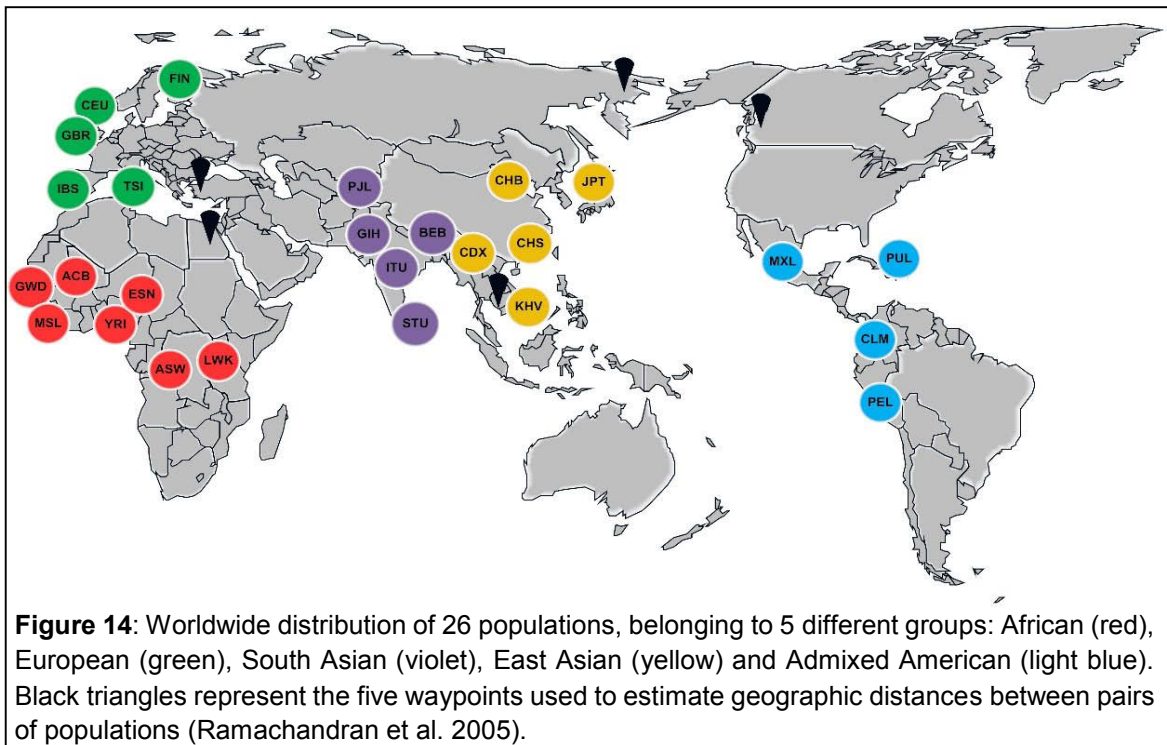 FIN
CEU
GBR
IBS
TSI
PJL
CHB
JPT
GIH
BEB
CDX
CHS
ITU
KHV
STU
GWD
ACB
ESN
MSL
YRI
ASW
LWK
MXL
PUL
CLM
PEL
Figure 14: Worldwide distribution of 26 populations, belonging to 5 different groups: African (red),
European (green), South Asian (violet), East Asian (yellow) and Admixed American (light blue).
Black triangles represent the five waypoints used to estimate geographic distances between pairs
of populations (Ramachandran et al. 2005).